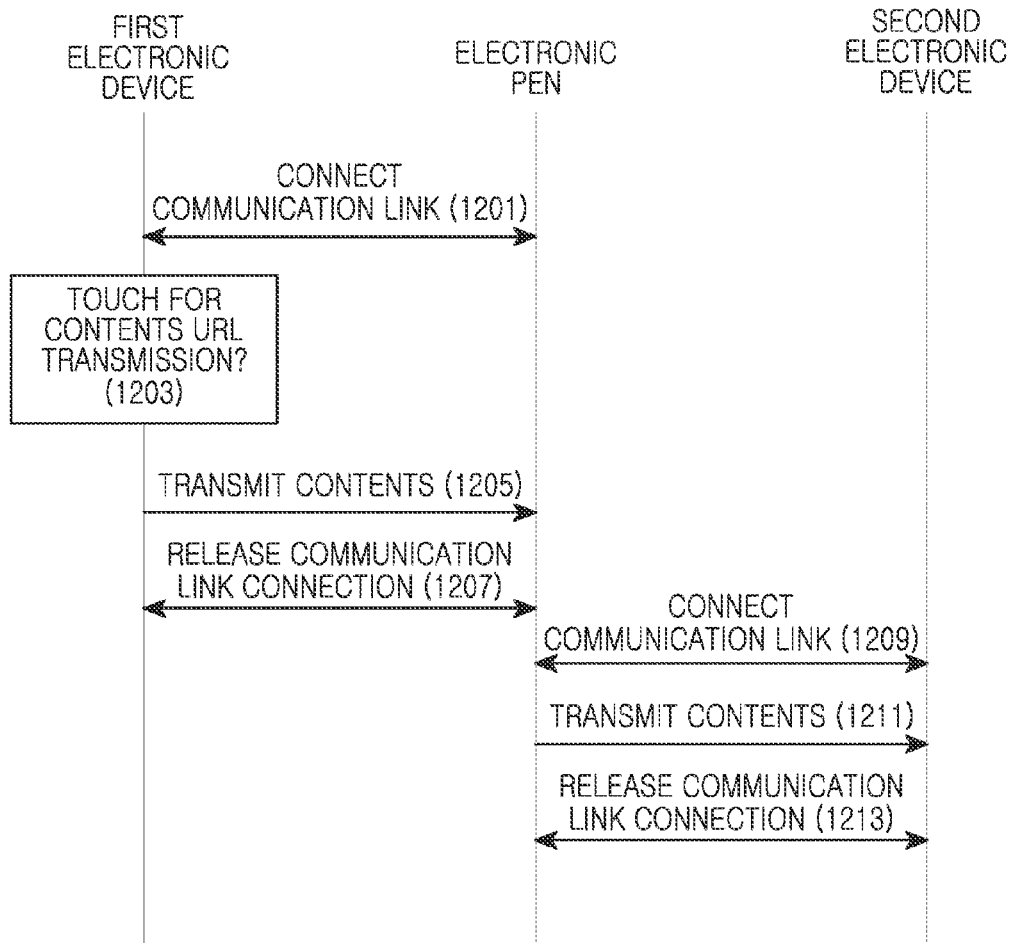 FIRST
ELECTRONIC
DEVICE
ELECTRONIC
PEN
SECOND
ELECTRONIC
DEVICE
CONNECT
COMMUNICATION LINK (1201)
TOUCH FOR
CONTENTS URL
TRANSMISSION?
(1203)
TRANSMIT CONTENTS (1205)
RELEASE COMMUNICATION
LINK CONNECTION (1207)
CONNECT
COMMUNICATION LINK (1209)
TRANSMIT CONTENTS (1211)
RELEASE COMMUNICATION
LINK CONNECTION (1213)